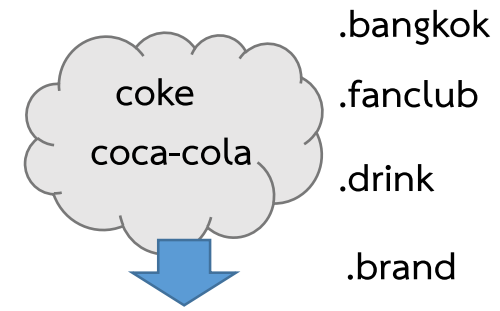 .bangkok
coke
.fanclub
coca-cola
.drink
.brand